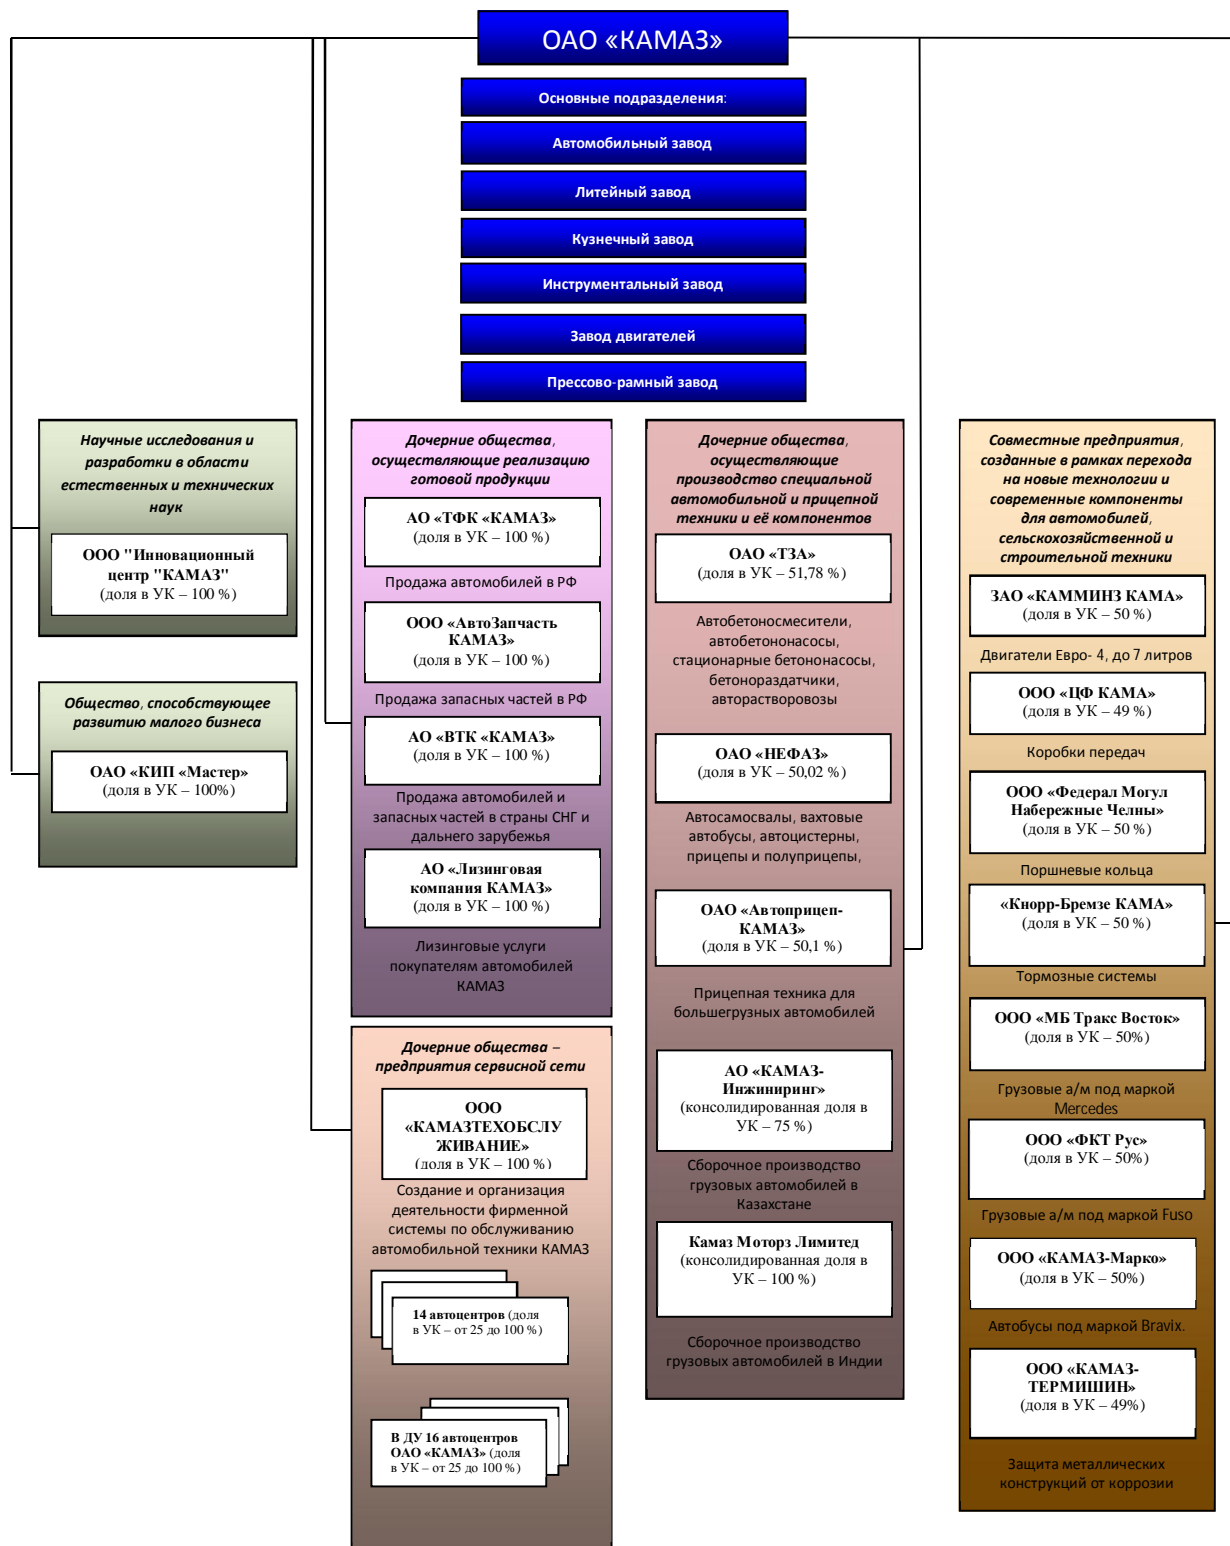 ОАО «КАМАЗ»
Основные подразделения:
Автомобильный завод
Литейный завод
Кузнечный завод
Инструментальный завод
Завод двигателей
Прессово-рамный завод
Научные исследования и
разработки в области
естественных и технических
наук
ООО "Инновационный
центр "КАМАЗ"
(доля в УК – 100 %)
Общество, способствующее
развитию малого бизнеса
ОАО «КИП «Мастер»
(доля в УК – 100%)
Дочерние общества,
осуществляющие реализацию
готовой продукции
АО «ТФК «КАМАЗ»
(доля в УК – 100 %)
Продажа автомобилей в РФ
ООО «АвтоЗапчасть
КАМАЗ»
(доля в УК – 100 %)
Продажа запасных частей в РФ
АО «ВТК «КАМАЗ»
(доля в УК – 100 %)
Продажа автомобилей и
запасных частей в страны СНГ и
дальнего зарубежья
АО «Лизинговая
компания КАМАЗ»
(доля в УК – 100 %)
Лизинговые услуги
покупателям автомобилей
КАМАЗ
Дочерние общества –
предприятия сервисной сети
ООО
«КАМАЗТЕХОБСЛУ
ЖИВАНИЕ»
(доля в УК – 100 %)
Создание и организация
деятельности фирменной
системы по обслуживанию
автомобильной техники КАМАЗ
14 автоцентров (доля
в УК – от 25 до 100 %)
В ДУ 16 автоцентров
ОАО «КАМАЗ» (доля
в УК – от 25 до 100 %)
Дочерние общества,
осуществляющие
производство специальной
автомобильной и прицепной
техники и её компонентов
ОАО «ТЗА»
(доля в УК – 51,78 %)
Автобетоносмесители,
автобетононасосы,
стационарные бетононасосы,
бетонораздатчики,
авторастворовозы
ОАО «НЕФАЗ»
(доля в УК – 50,02 %)
Автосамосвалы, вахтовые
автобусы, автоцистерны,
прицепы и полуприцепы,
ОАО «Автоприцеп-
КАМАЗ»
(доля в УК – 50,1 %)
Прицепная техника для
большегрузных автомобилей
АО «КАМАЗ-
Инжиниринг»
(консолидированная доля в
УК – 75 %)
Сборочное производство
грузовых автомобилей в
Казахстане
Камаз Моторз Лимитед
(консолидированная доля в
УК – 100 %)
Сборочное производство
грузовых автомобилей в Индии
Совместные предприятия,
созданные в рамках перехода
на новые технологии и
современные компоненты
для автомобилей,
сельскохозяйственной и
строительной техники
ЗАО «КАММИНЗ КАМА»
(доля в УК – 50 %)
Двигатели Евро- 4, до 7 литров
ООО «ЦФ КАМА»
(доля в УК – 49 %)
Коробки передач
ООО «Федерал Могул
Набережные Челны»
(доля в УК – 50 %)
Поршневые кольца
«Кнорр-Бремзе КАМА»
(доля в УК – 50 %)
Тормозные системы
ООО «МБ Тракс Восток»
(доля в УК – 50%)
Грузовые а/м под маркой
Mercedes
ООО «ФКТ Рус»
(доля в УК – 50%)
Грузовые а/м под маркой Fuso
ООО «КАМАЗ-Марко»
(доля в УК – 50%)
Автобусы под маркой Bravix.
ООО «КАМАЗ-
ТЕРМИШИН»
(доля в УК – 49%)
Защита металлических
конструкций от коррозии